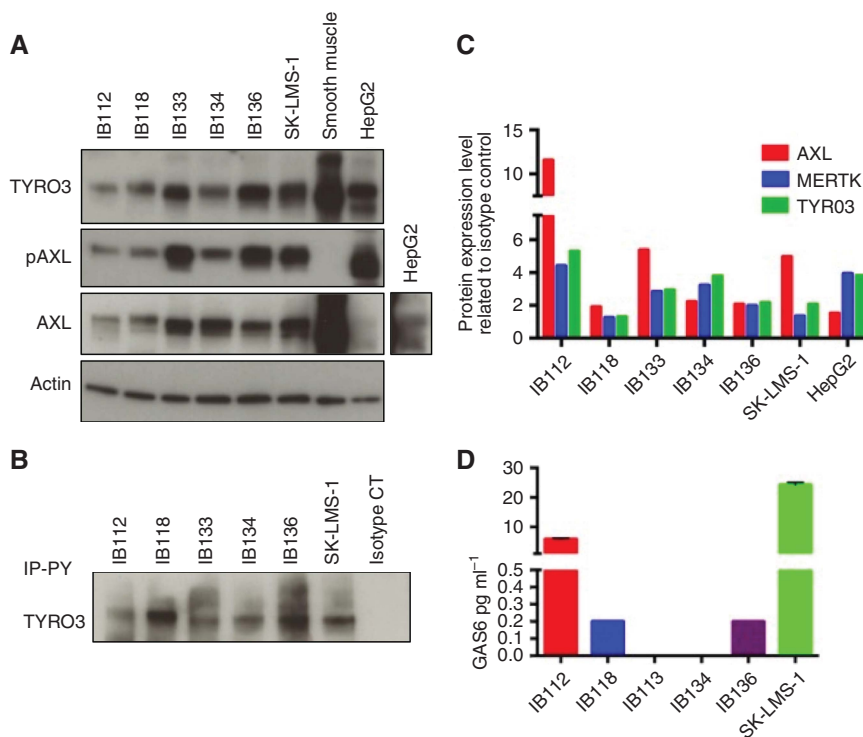 A
IB112
IB118
IB133
IB134
IB136
SK-LMS-1
Smooth muscle
HepG2
TYRO3
pAXL
AXL
Actin
HepG2
B
IB112
IB118
IB133
IB134
IB136
SK-LMS-1
Isotype CT
IP-PY
TYRO3
C
Protein expression level
related to isotype control
15
10
6
4
2
0
AXL
MERTK
TYR03
IB112
IB118
IB133
IB134
IB136
SK-LMS-1
HepG2
D
GAS6 pg ml⁻¹
30
20
10
0.5
0.4
0.3
0.2
0.1
0.0
IB112
IB118
IB113
IB134
IB136
SK-LMS-1